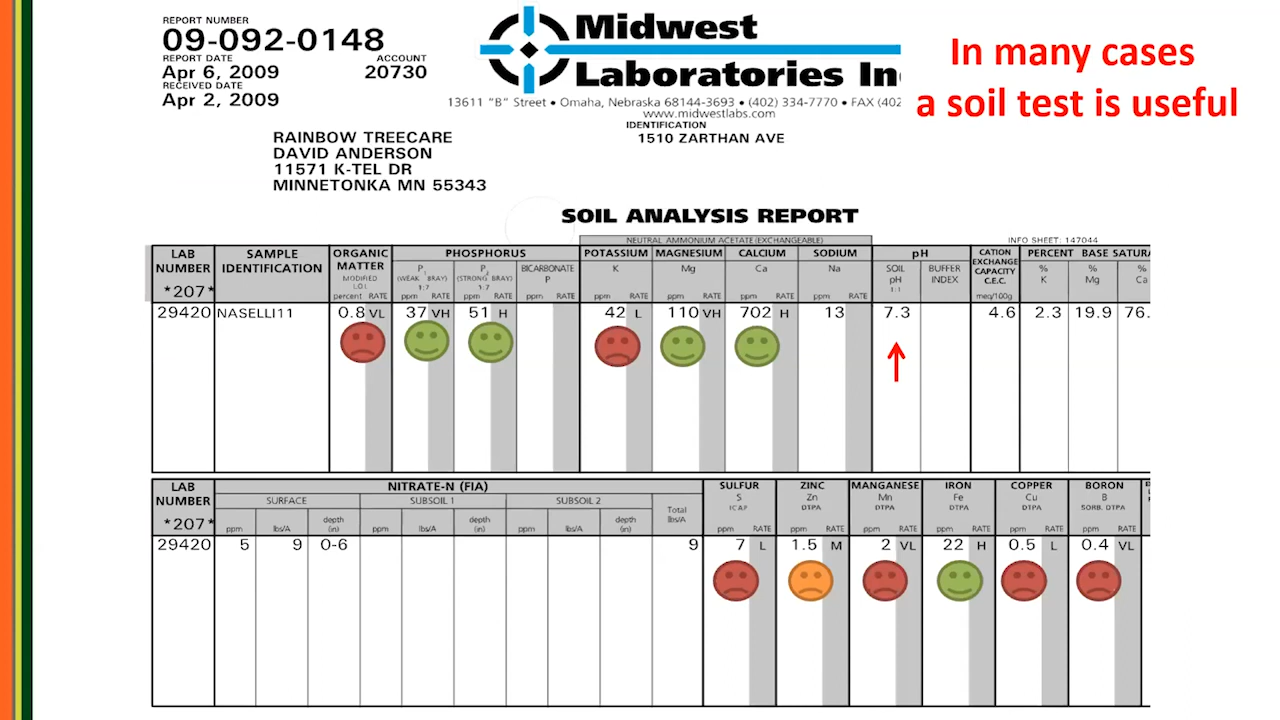 REPORT NUMBER
09-092-0148
REPORT DATE ACCOUNT
Apr 6, 2009 20730
RECEIVED DATE
Apr 2, 2009
Midwest
Laboratories In
13611 "B" Street • Omaha, Nebraska 68144-3693 • (402) 334-7770 • FAX (402
www.midwestlabs.com
IDENTIFICATION
1510 ZARTHAN AVE
In many cases
a soil test is useful
RAINBOW TREECARE
DAVID ANDERSON
11571 K-TEL DR
MINNETONKA MN 55343
SOIL ANALYSIS REPORT
NEUTRAL AMMONIUM ACETATE (EXCHANGEABLE) INFO SHEET: 147044
LAB NUMBER *207*
SAMPLE IDENTIFICATION
ORGANIC MATTER MODIFIED L.O.I. percent RATE
PHOSPHORUS
P1 (WEAK BRAY) 1:7 ppm RATE
P2 (STRONG BRAY) 1:7 ppm RATE
BICARBONATE P ppm RATE
POTASSIUM K ppm RATE
MAGNESIUM Mg ppm RATE
CALCIUM Ca ppm RATE
SODIUM Na ppm RATE
pH
SOIL pH 1:1
BUFFER INDEX
CATION EXCHANGE CAPACITY C.E.C. meq/100g
PERCENT BASE SATURA
% K
% Mg
% Ca
29420 NASELLI11 0.8 VL 37 VH 51 H 42 L 110 VH 702 H 13 7.3 4.6 2.3 19.9 76.
LAB NUMBER *207*
NITRATE-N (FIA)
SURFACE SUBSOIL 1 SUBSOIL 2
ppm lbs/A depth (in) ppm lbs/A depth (in) ppm lbs/A depth (in) Total lbs/A
SULFUR S ICAP ppm RATE
ZINC Zn DTPA ppm RATE
MANGANESE Mn DTPA ppm RATE
IRON Fe DTPA ppm RATE
COPPER Cu DTPA ppm RATE
BORON B SORB. DTPA ppm RATE
29420 5 9 0-6 9 7 L 1.5 M 2 VL 22 H 0.5 L 0.4 VL